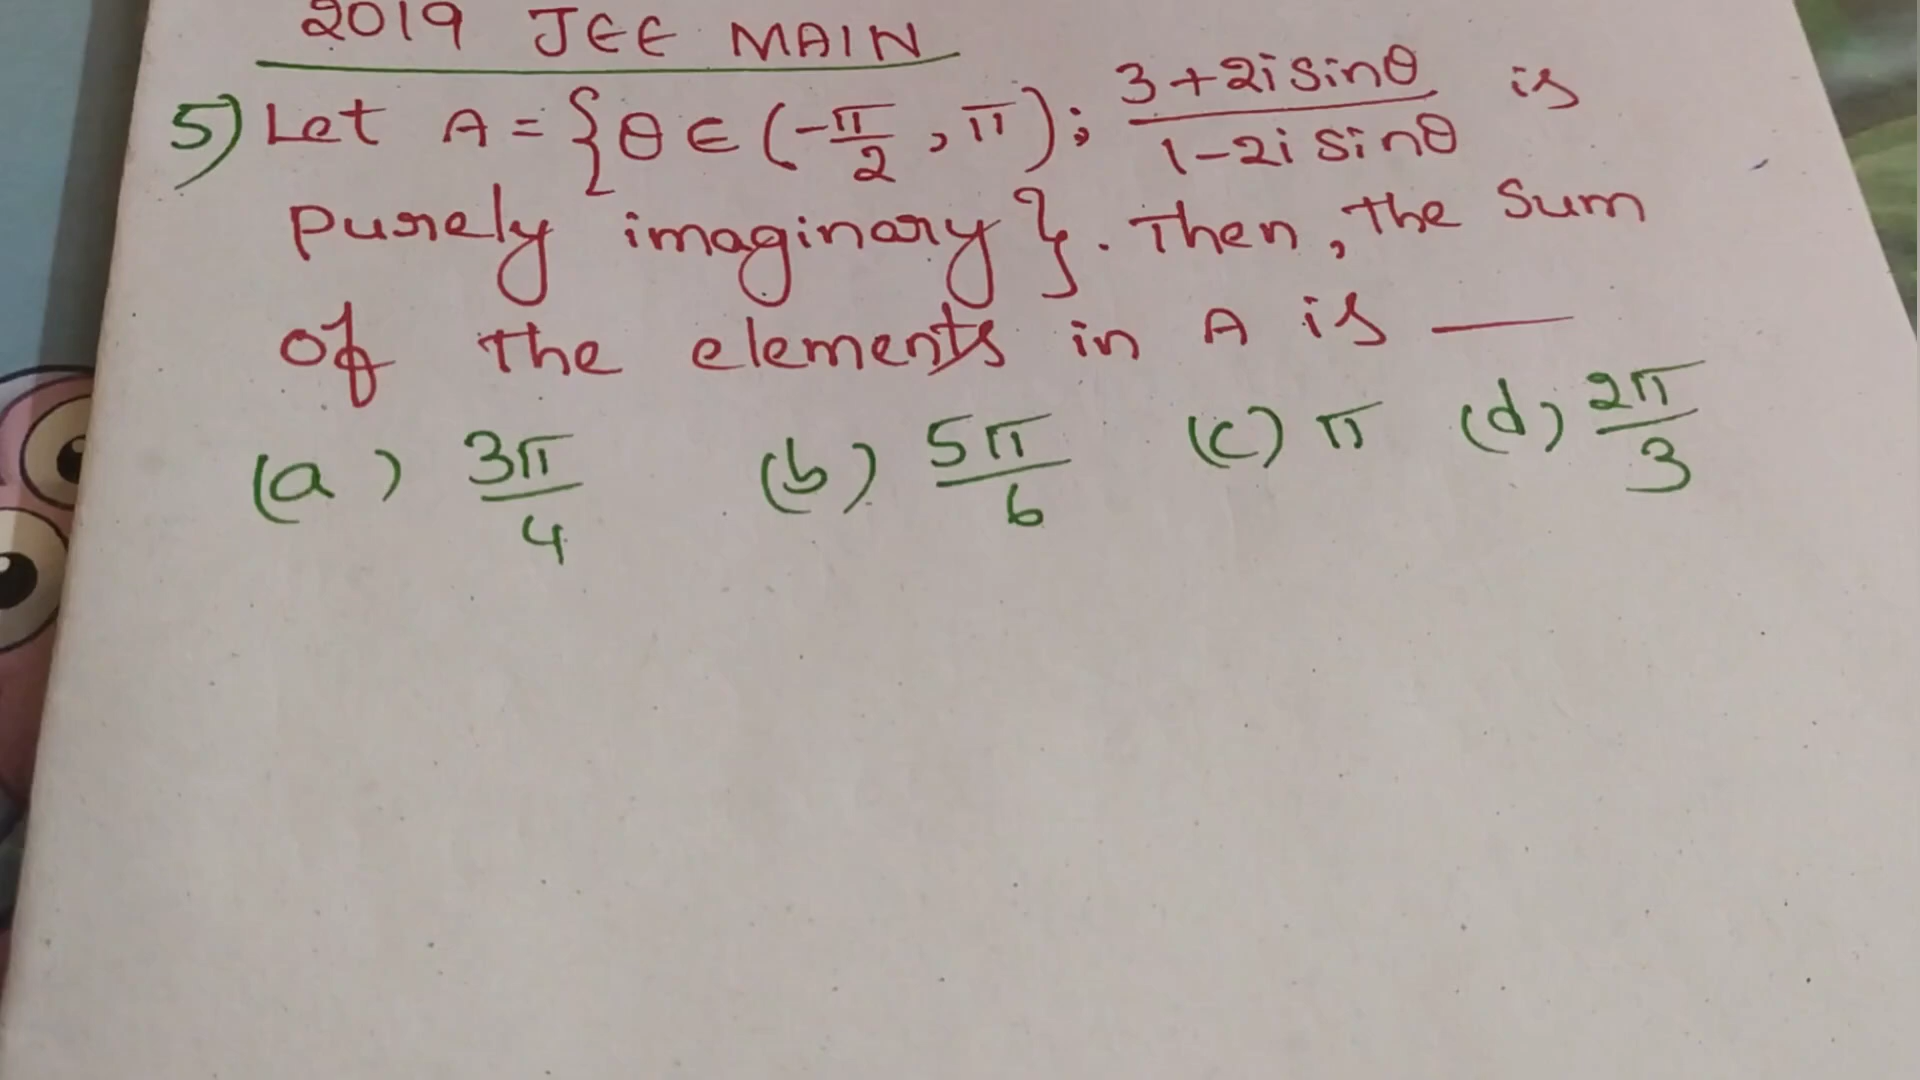 2019 JEE MAIN
5) Let A = {θ ∈ (-π/2, π); (3+2i sinθ)/(1-2i sinθ) is
purely imaginary}. Then, the sum
of the elements in A is ___
(a) 3π/4 (b) 5π/6 (c) π (d) 2π/3